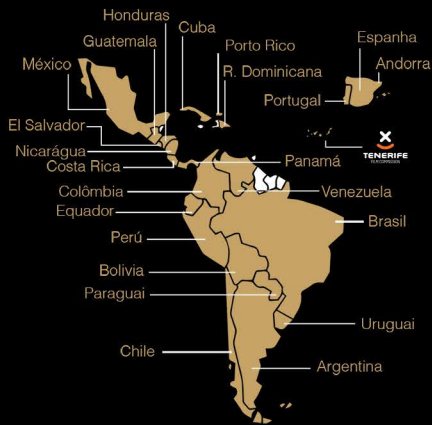 Honduras
Cuba
Guatemala
Porto Rico
Espanha
México
R. Dominicana
Andorra
Portugal
El Salvador
Nicarágua
TENERIFE
Costa Rica
Panamá
Colômbia
Venezuela
Equador
Brasil
Perú
Bolivia
Paraguai
Uruguai
Chile
Argentina